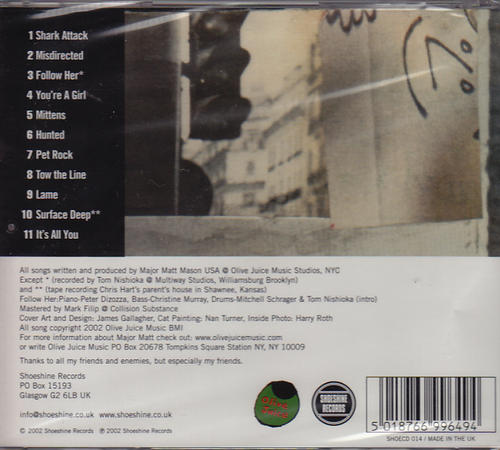 1 Shark Attack
2 Misdirected
3 Follow Her*
4 You're A Girl
5 Mittens
6 Hunted
7 Pet Rock
8 Tow the Line
9 Lame
10 Surface Deep**
11 It's All You
%
All songs written and produced by Major Matt Mason USA @ Olive Juice Music Studios, NYC
Except * (recorded by Tom Nishioka @ Multiway Studios, Williamsburg Brooklyn)
and ** (tape recording Chris Hart's parent's house in Shawnee, Kansas)
Follow Her:Piano-Peter Dizozza, Bass-Christine Murray, Drums-Mitchell Schrager & Tom Nishioka (intro)
Mastered by Mark Filip @ Collision Substance
Cover Art and Design: James Gallagher, Cat Painting: Nan Turner, Inside Photo: Harry Roth
All song copyright 2002 Olive Juice Music BMI
For more information about Major Matt check out: www.olivejuicemusic.com
or write Olive Juice Music PO BOX 20678 Tompkins Square Station NY, NY 10009
Thanks to all my friends and enemies, but especially my friends.
Shoeshine Records
PO Box 15193
Glasgow G2 6LB UK
info@shoeshine.co.uk www.shoeshine.co.uk
© 2002 Shoeshine Records ℗ 2002 Shoeshine Records
Olive
Juice
SHOESHINE
RECORDS
5 018766 996494
SHOECD 014 / MADE IN THE UK